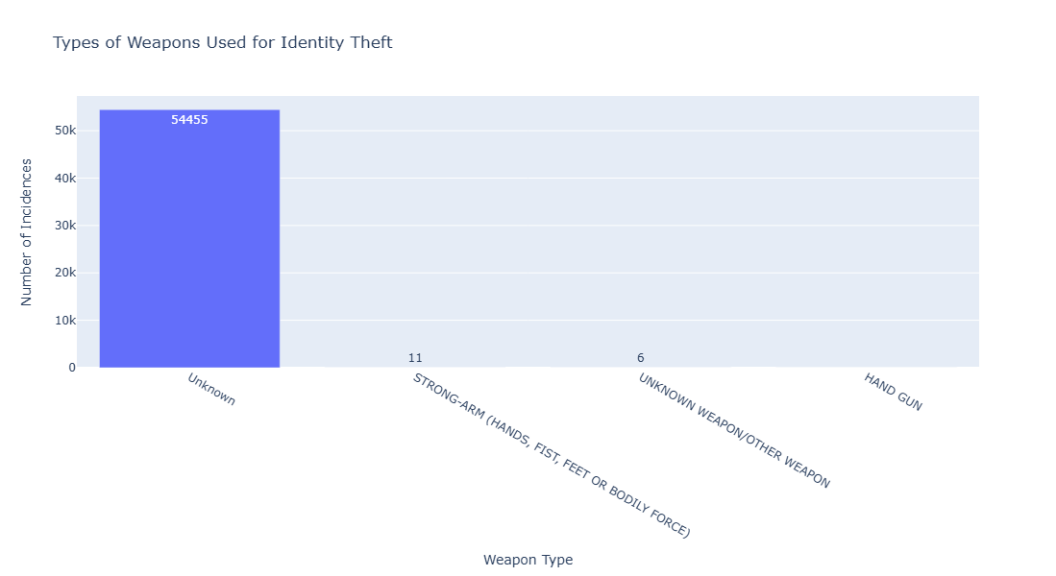 Types of Weapons Used for Identity Theft
Number of Incidences
50k
40k
30k
20k
10k
0
54455
11
6
Unknown
STRONG-ARM (HANDS, FIST, FEET OR BODILY FORCE)
UNKNOWN WEAPON/OTHER WEAPON
HAND GUN
Weapon Type